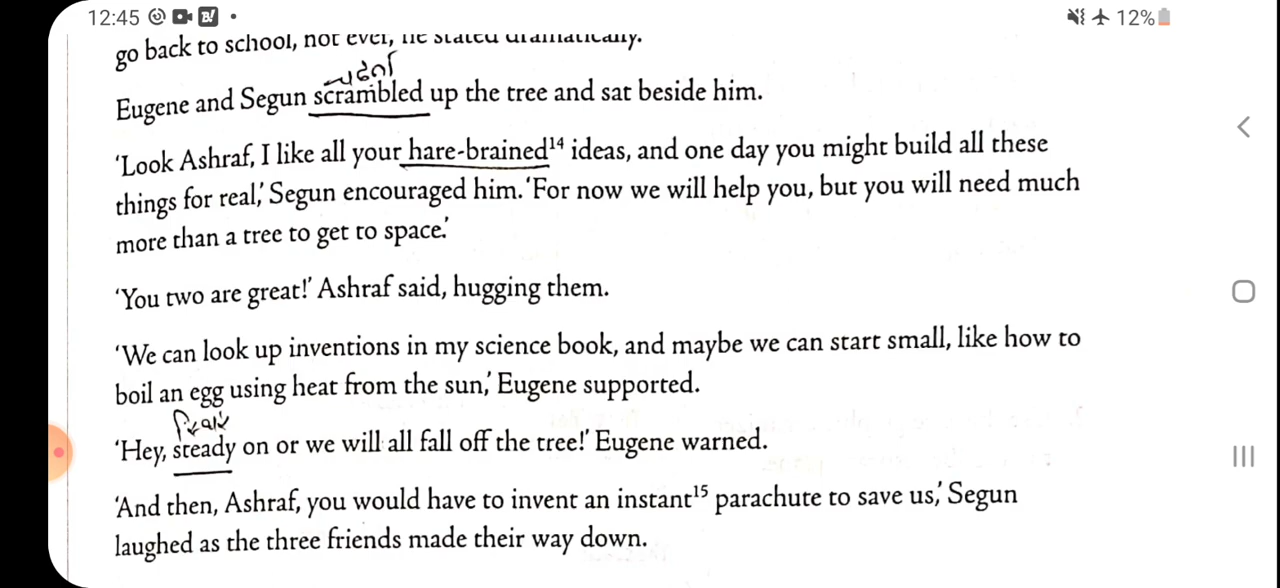 12:45 B! 12%
go back to school, not ever, he stated dramatically.
Eugene and Segun scrambled up the tree and sat beside him.
‘Look Ashraf, I like all your hare-brained¹⁴ ideas, and one day you might build all these
things for real,’ Segun encouraged him. ‘For now we will help you, but you will need much
more than a tree to get to space.’
‘You two are great!’ Ashraf said, hugging them.
‘We can look up inventions in my science book, and maybe we can start small, like how to
boil an egg using heat from the sun,’ Eugene supported.
‘Hey, steady on or we will all fall off the tree!’ Eugene warned.
‘And then, Ashraf, you would have to invent an instant¹⁵ parachute to save us,’ Segun
laughed as the three friends made their way down.